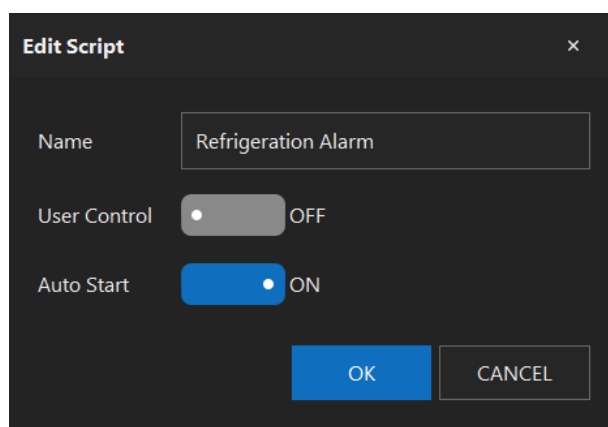 Edit Script ×
Name Refrigeration Alarm
User Control OFF
Auto Start ON
OK CANCEL